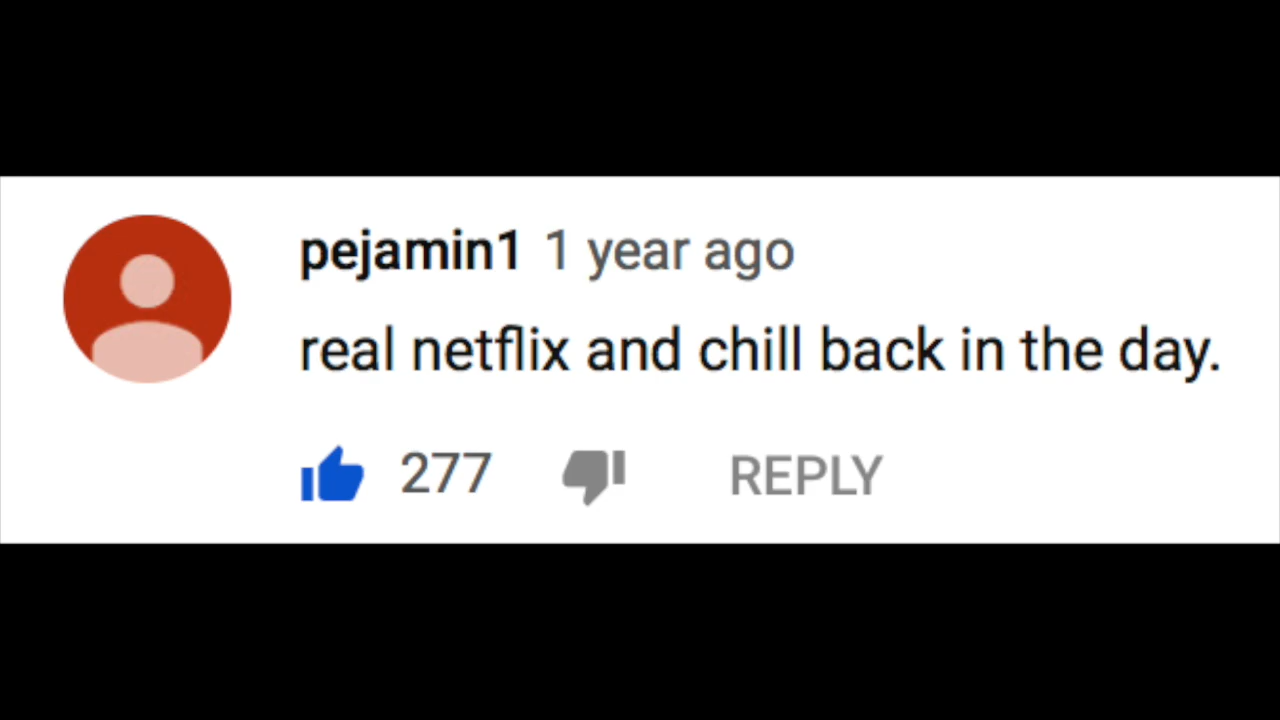 pejamin1 1 year ago
real netflix and chill back in the day.
277 REPLY